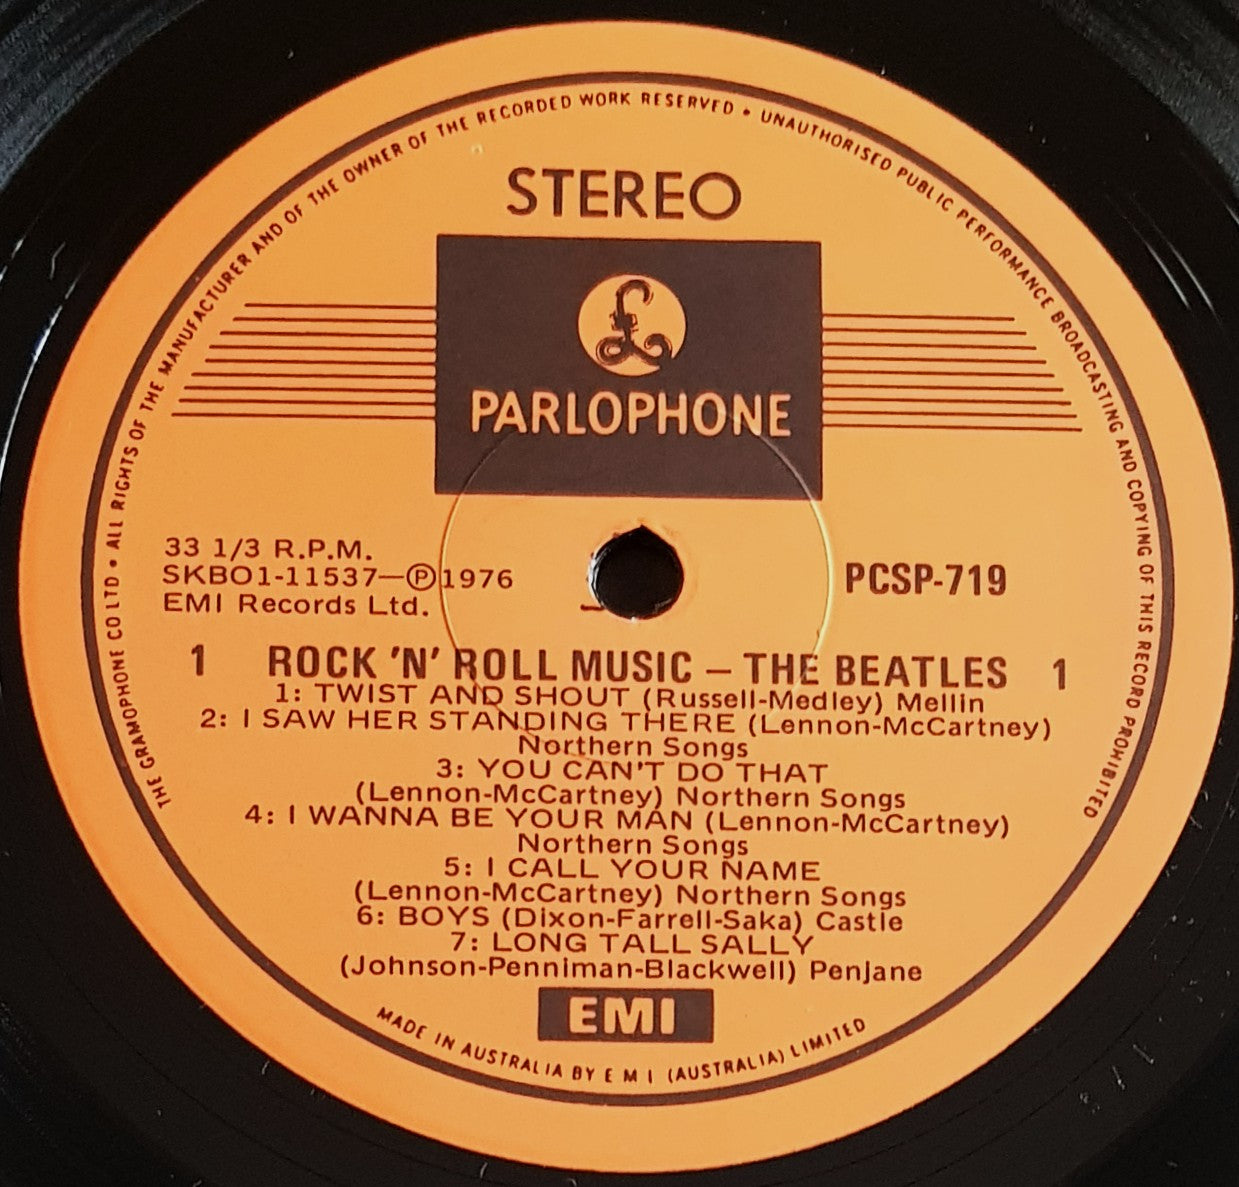 THE GRAMOPHONE CO LTD • ALL RIGHTS OF THE MANUFACTURER AND OF THE OWNER OF THE RECORDED WORK RESERVED • UNAUTHORISED PUBLIC PERFORMANCE BROADCASTING AND COPYING OF THIS RECORD PROHIBITED
STEREO
£
PARLOPHONE
33 1/3 R.P.M.
SKBO1-11537—℗1976
EMI Records Ltd.
PCSP-719
1 ROCK 'N' ROLL MUSIC – THE BEATLES 1
1: TWIST AND SHOUT (Russell-Medley) Mellin
2: I SAW HER STANDING THERE (Lennon-McCartney)
Northern Songs
3: YOU CAN'T DO THAT
(Lennon-McCartney) Northern Songs
4: I WANNA BE YOUR MAN (Lennon-McCartney)
Northern Songs
5: I CALL YOUR NAME
(Lennon-McCartney) Northern Songs
6: BOYS (Dixon-Farrell-Saka) Castle
7: LONG TALL SALLY
(Johnson-Penniman-Blackwell) PenJane
EMI
MADE IN AUSTRALIA BY E M I (AUSTRALIA) LIMITED